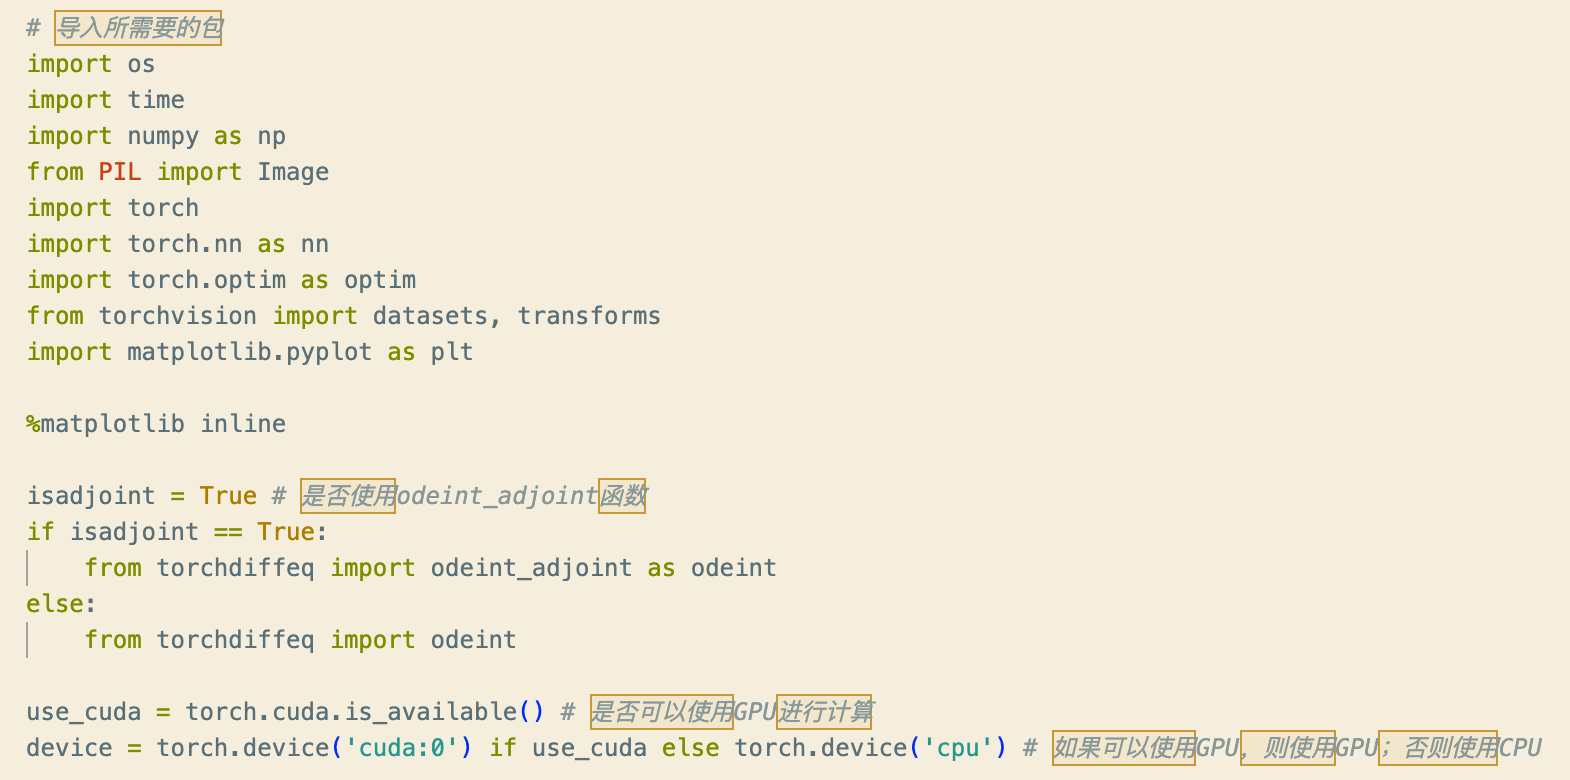 # 导入所需要的包
import os
import time
import numpy as np
from PIL import Image
import torch
import torch.nn as nn
import torch.optim as optim
from torchvision import datasets, transforms
import matplotlib.pyplot as plt
%matplotlib inline
isadjoint = True # 是否使用odeint_adjoint函数
if isadjoint == True:
    from torchdiffeq import odeint_adjoint as odeint
else:
    from torchdiffeq import odeint
use_cuda = torch.cuda.is_available() # 是否可以使用GPU进行计算
device = torch.device('cuda:0') if use_cuda else torch.device('cpu') # 如果可以使用GPU，则使用GPU；否则使用CPU